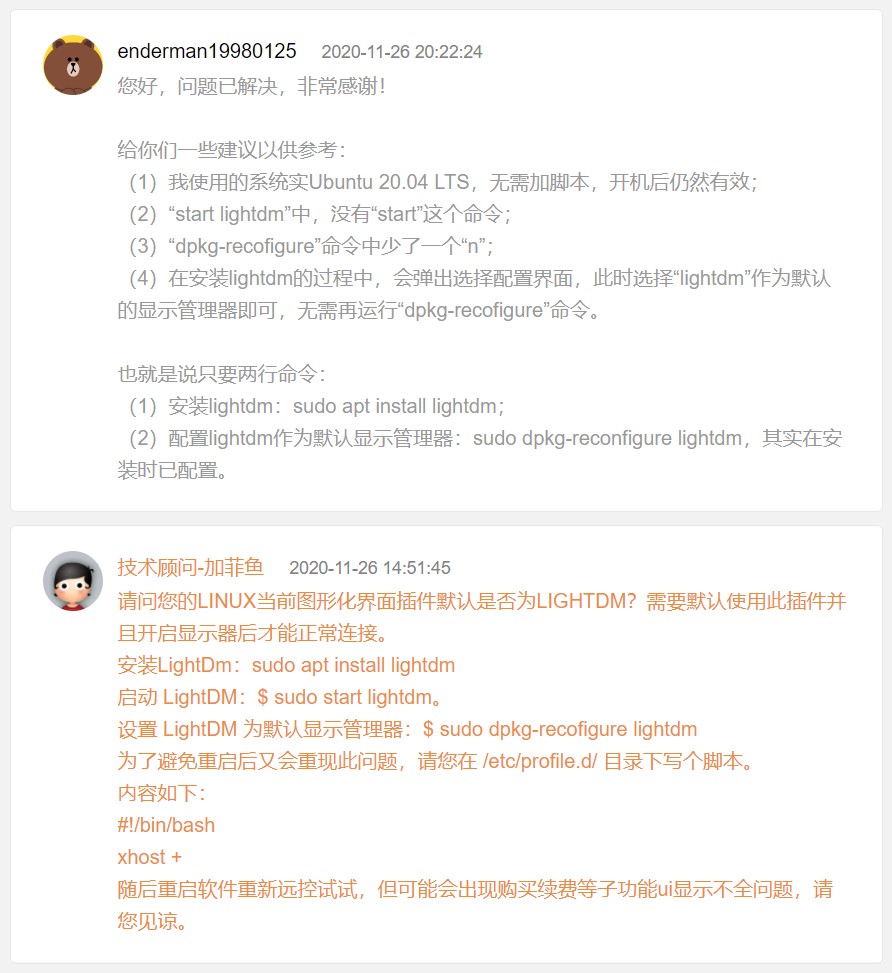 enderman19980125 2020-11-26 20:22:24
您好，问题已解决，非常感谢！
给你们一些建议以供参考：
（1）我使用的系统实Ubuntu 20.04 LTS，无需加脚本，开机后仍然有效；
（2）“start lightdm”中，没有“start”这个命令；
（3）“dpkg-recofigure”命令中少了一个“n”；
（4）在安装lightdm的过程中，会弹出选择配置界面，此时选择“lightdm”作为默认
的显示管理器即可，无需再运行“dpkg-recofigure”命令。
也就是说只要两行命令：
（1）安装lightdm：sudo apt install lightdm；
（2）配置lightdm作为默认显示管理器：sudo dpkg-reconfigure lightdm，其实在安
装时已配置。
技术顾问-加菲鱼 2020-11-26 14:51:45
请问您的LINUX当前图形化界面插件默认是否为LIGHTDM？需要默认使用此插件并
且开启显示器后才能正常连接。
安装LightDm：sudo apt install lightdm
启动 LightDM：$ sudo start lightdm。
设置 LightDM 为默认显示管理器：$ sudo dpkg-recofigure lightdm
为了避免重启后又会重现此问题，请您在 /etc/profile.d/ 目录下写个脚本。
内容如下：
#!/bin/bash
xhost +
随后重启软件重新远控试试，但可能会出现购买续费等子功能ui显示不全问题，请
您见谅。